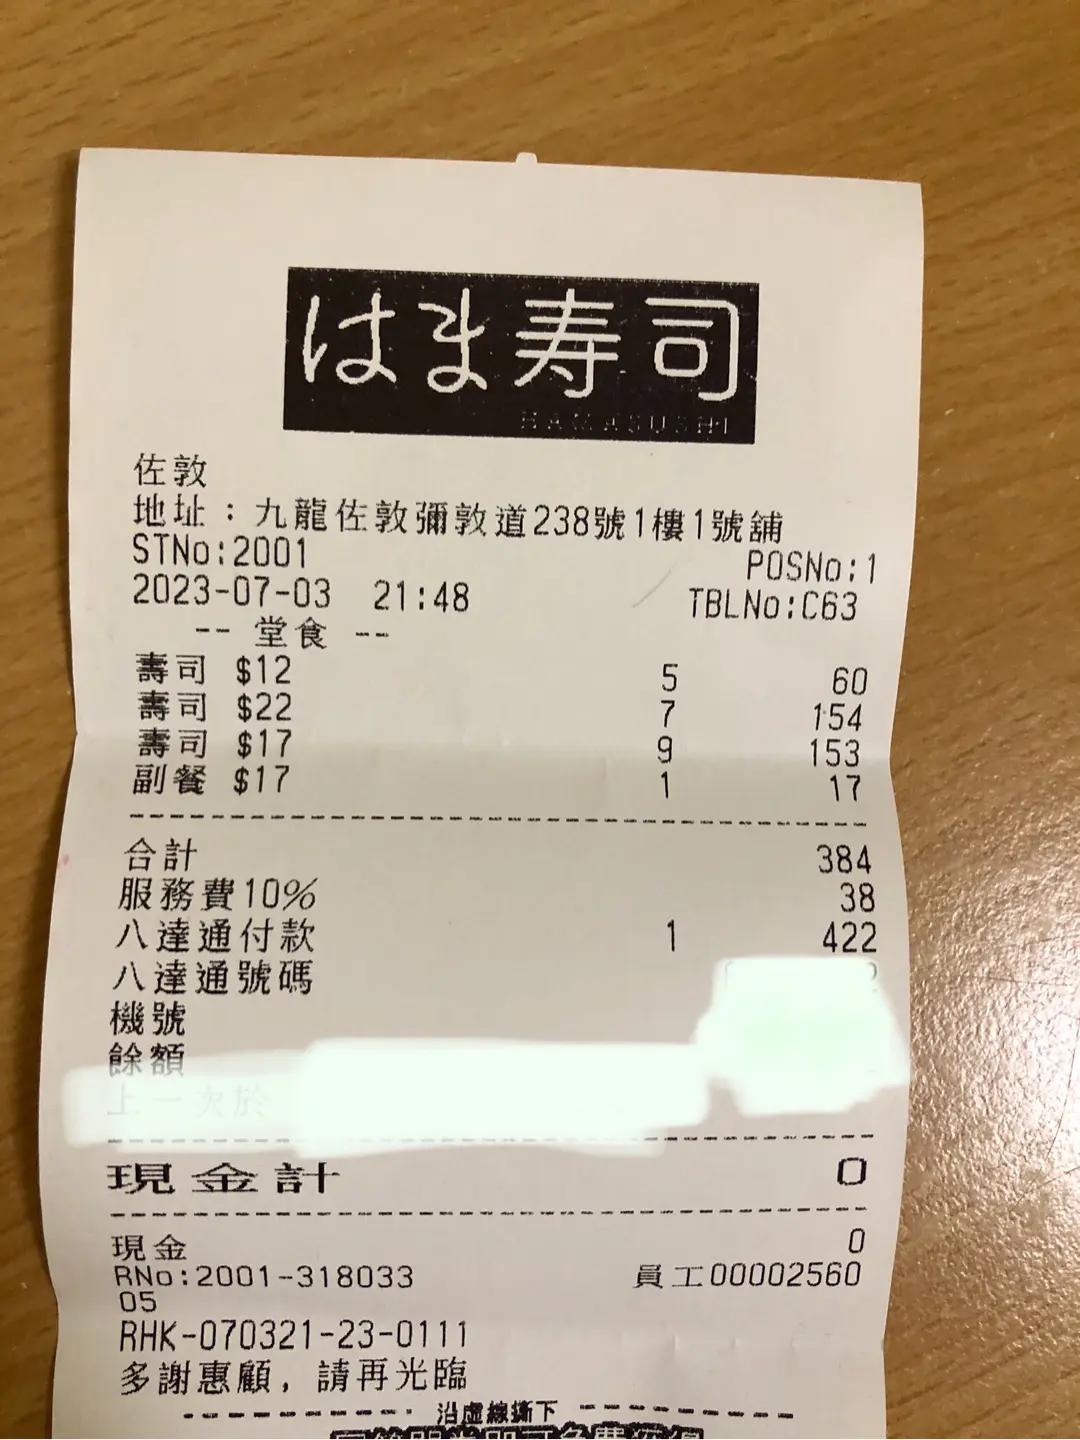 はま寿司
HAMASUSHI
佐敦
地址：九龍佐敦彌敦道238號1樓1號舖
STNo:2001 POSNo:1
2023-07-03 21:48 TBLNo:C63
-- 堂食 --
壽司 $12 5 60
壽司 $22 7 154
壽司 $17 9 153
副餐 $17 1 17
合計 384
服務費10% 38
八達通付款 1 422
八達通號碼
機號
餘額
上一次於
現金計 0
現金 0
RNo:2001-318033 員工00002560
05
RHK-070321-23-0111
多謝惠顧，請再光臨
沿虛線撕下